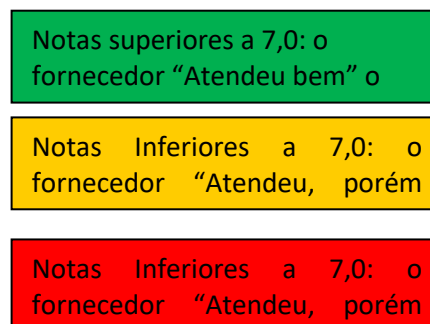 Notas superiores a 7,0: o
fornecedor “Atendeu bem” o
Notas Inferiores a 7,0: o
fornecedor “Atendeu, porém
Notas Inferiores a 7,0: o
fornecedor “Atendeu, porém